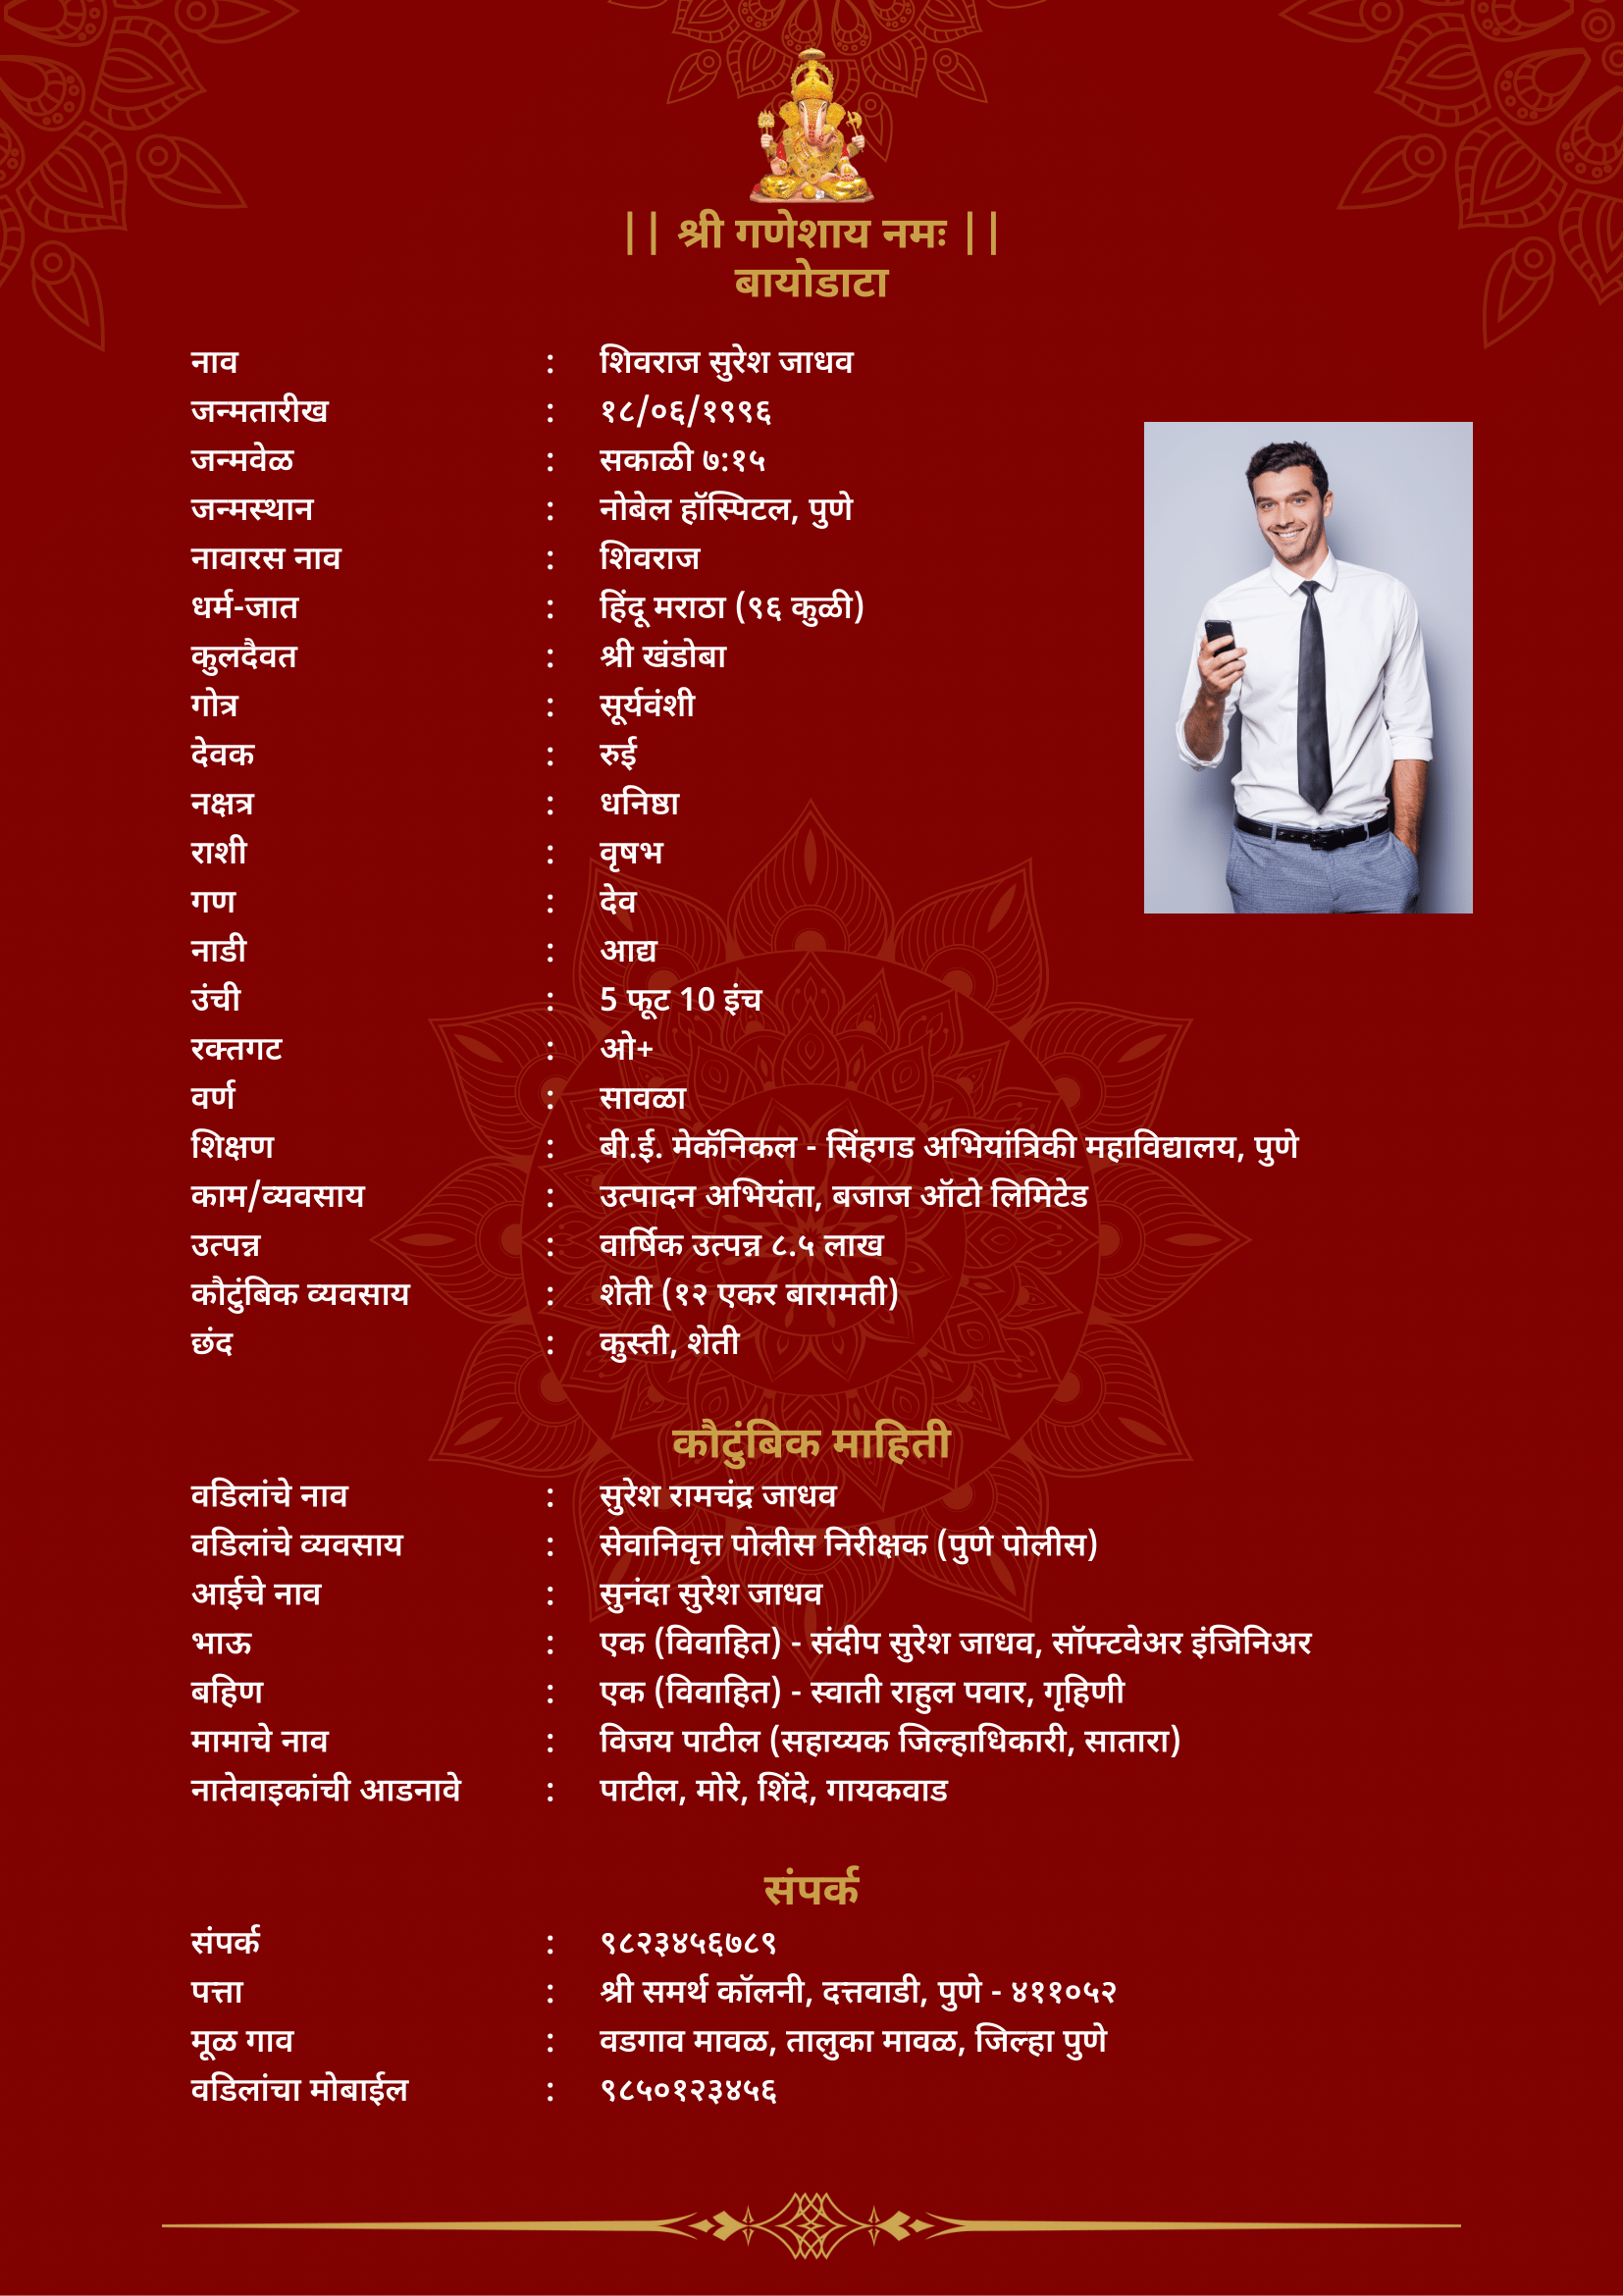 || श्री गणेशाय नमः ||
बायोडाटा
नाव : शिवराज सुरेश जाधव
जन्मतारीख : १८/०६/१९९६
जन्मवेळ : सकाळी ७:१५
जन्मस्थान : नोबेल हॉस्पिटल, पुणे
नावारस नाव : शिवराज
धर्म-जात : हिंदू मराठा (९६ कुळी)
कुलदैवत : श्री खंडोबा
गोत्र : सूर्यवंशी
देवक : रुई
नक्षत्र : धनिष्ठा
राशी : वृषभ
गण : देव
नाडी : आद्य
उंची : 5 फूट 10 इंच
रक्तगट : ओ+
वर्ण : सावळा
शिक्षण : बी.ई. मेकॅनिकल - सिंहगड अभियांत्रिकी महाविद्यालय, पुणे
काम/व्यवसाय : उत्पादन अभियंता, बजाज ऑटो लिमिटेड
उत्पन्न : वार्षिक उत्पन्न ८.५ लाख
कौटुंबिक व्यवसाय : शेती (१२ एकर बारामती)
छंद : कुस्ती, शेती
कौटुंबिक माहिती
वडिलांचे नाव : सुरेश रामचंद्र जाधव
वडिलांचे व्यवसाय : सेवानिवृत्त पोलीस निरीक्षक (पुणे पोलीस)
आईचे नाव : सुनंदा सुरेश जाधव
भाऊ : एक (विवाहित) - संदीप सुरेश जाधव, सॉफ्टवेअर इंजिनिअर
बहिण : एक (विवाहित) - स्वाती राहुल पवार, गृहिणी
मामाचे नाव : विजय पाटील (सहाय्यक जिल्हाधिकारी, सातारा)
नातेवाइकांची आडनावे : पाटील, मोरे, शिंदे, गायकवाड
संपर्क
संपर्क : ९८२३४५६७८९
पत्ता : श्री समर्थ कॉलनी, दत्तवाडी, पुणे - ४११०५२
मूळ गाव : वडगाव मावळ, तालुका मावळ, जिल्हा पुणे
वडिलांचा मोबाईल : ९८५०१२३४५६